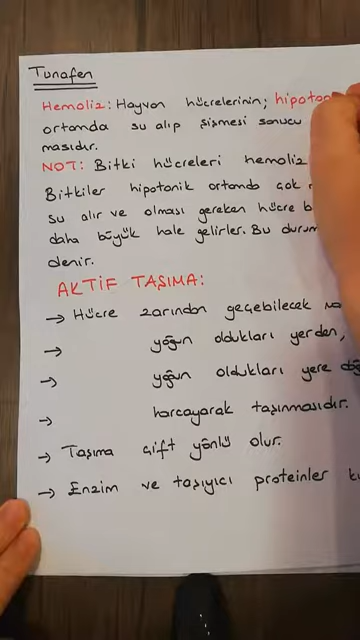 Tunafen
Hemoliz: Hayvan hücrelerinin; hipoton
ortamda su alıp şişmesi sonucu
masıdır.
NOT: Bitki hücreleri hemoliz
Bitkiler hipotonik ortamda çok
su alır ve olması gereken hücre b
daha büyük hale gelirler. Bu durum
denir.
AKTİF TAŞIMA:
→ Hücre zarından geçebilecek
→ yoğun oldukları yerden,
→ yoğun oldukları yere
→ harcayarak taşınmasıdır.
→ Taşıma çift yönlü olur.
→ Enzim ve taşıyıcı proteinler